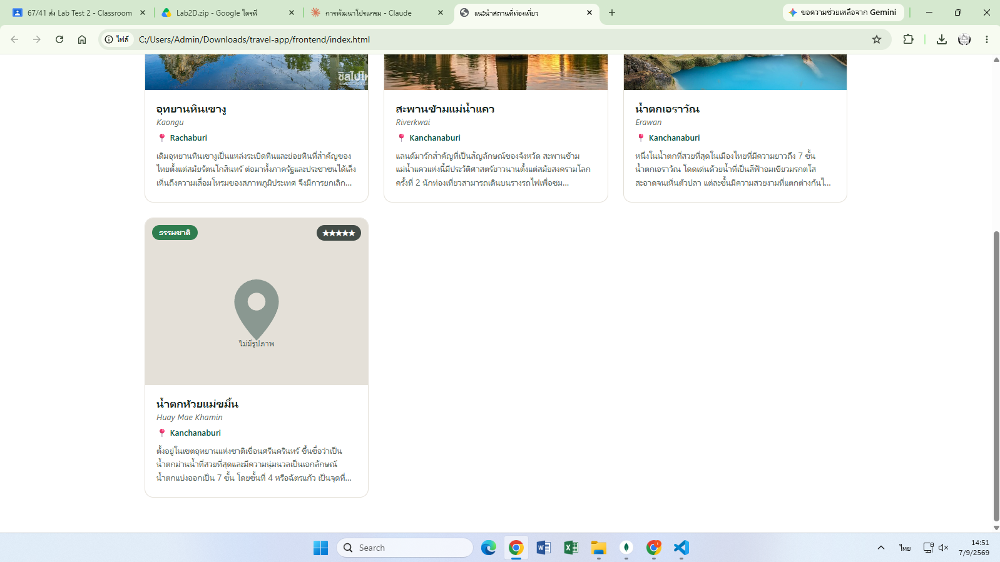 67/41 ส่ง Lab Test 2 - Classroom
Lab2D.zip - Google ไดรฟ์
การพัฒนาโปรแกรม - Claude
แนะนำสถานที่ท่องเที่ยว
ขอความช่วยเหลือจาก Gemini
ไฟล์
C:/Users/Admin/Downloads/travel-app/frontend/index.html
อุทยานหินเขางู
Kaongu
Rachaburi
เดิมอุทยานหินเขางูเป็นแหล่งระเบิดหินและย่อยหินที่สำคัญของ
ไทยตั้งแต่สมัยรัตนโกสินทร์ ต่อมาทั้งภาครัฐและประชาชนได้เล็ง
เห็นถึงความเสื่อมโทรมของสภาพภูมิประเทศ จึงมีการยกเลิก...
สะพานข้ามแม่น้ำแคว
Riverkwai
Kanchanaburi
แลนด์มาร์กสำคัญที่เป็นสัญลักษณ์ของจังหวัด สะพานข้าม
แม่น้ำแควแห่งนี้มีประวัติศาสตร์ยาวนานตั้งแต่สมัยสงครามโลก
ครั้งที่ 2 นักท่องเที่ยวสามารถเดินบนรางรถไฟเพื่อชม...
น้ำตกเอราวัณ
Erawan
Kanchanaburi
หนึ่งในน้ำตกที่สวยที่สุดในเมืองไทยที่มีความยาวถึง 7 ชั้น
น้ำตกเอราวัณ โดดเด่นด้วยน้ำที่เป็นสีฟ้าอมเขียวมรกตใส
สะอาดจนเห็นตัวปลา แต่ละชั้นมีความสวยงามที่แตกต่างกันไ...
ธรรมชาติ
★★★★★
ไม่มีรูปภาพ
น้ำตกห้วยแม่ขมิ้น
Huay Mae Khamin
Kanchanaburi
ตั้งอยู่ในเขตอุทยานแห่งชาติเขื่อนศรีนครินทร์ ขึ้นชื่อว่าเป็น
น้ำตกม่านน้ำที่สวยที่สุดและมีความนุ่มนวลเป็นเอกลักษณ์
น้ำตกแบ่งออกเป็น 7 ชั้น โดยชั้นที่ 4 หรือฉัตรแก้ว เป็นจุดที่...
Search
ไทย
14:51
7/9/2569